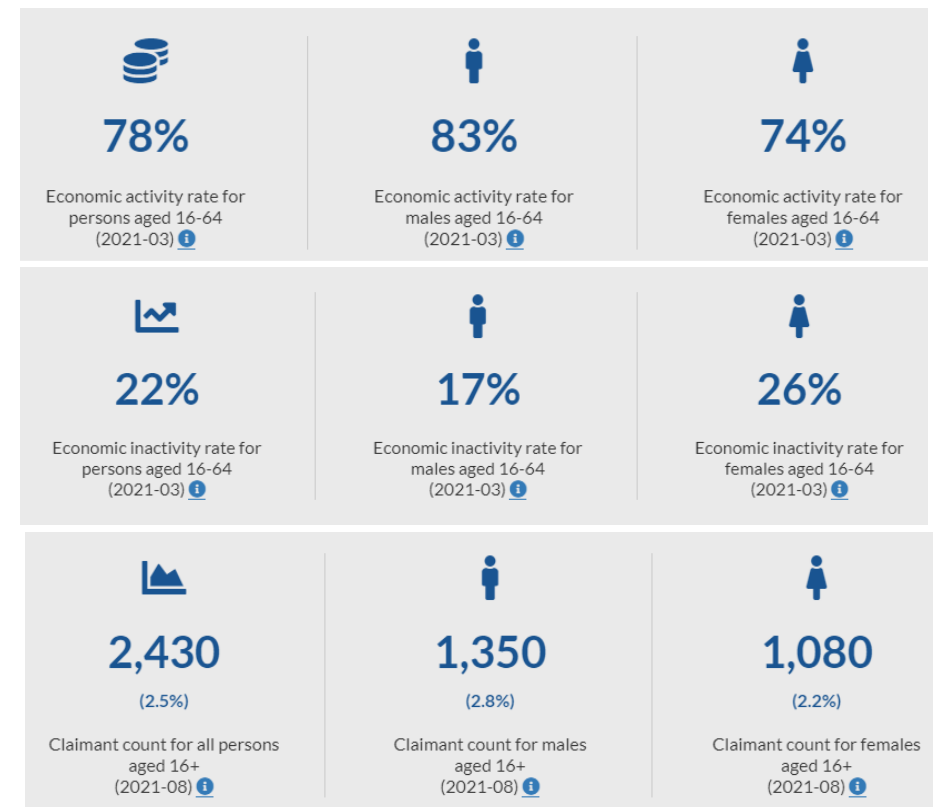 78%
83%
74%
Economic activity rate for
persons aged 16-64
(2021-03)
Economic activity rate for
males aged 16-64
(2021-03)
Economic activity rate for
females aged 16-64
(2021-03)
22%
17%
26%
Economic inactivity rate for
persons aged 16-64
(2021-03)
Economic inactivity rate for
males aged 16-64
(2021-03)
Economic inactivity rate for
females aged 16-64
(2021-03)
2,430
1,350
1,080
(2.5%)
(2.8%)
(2.2%)
Claimant count for all persons
aged 16+
(2021-08)
Claimant count for males
aged 16+
(2021-08)
Claimant count for females
aged 16+
(2021-08)